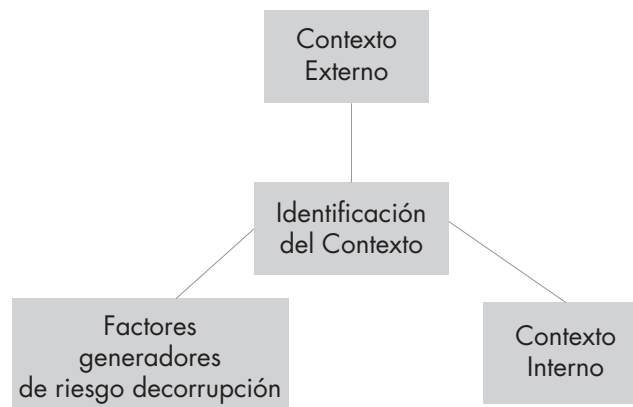 Contexto
Externo
Identificación
del Contexto
Factores
generadores
de riesgo decorrupción
Contexto
Interno